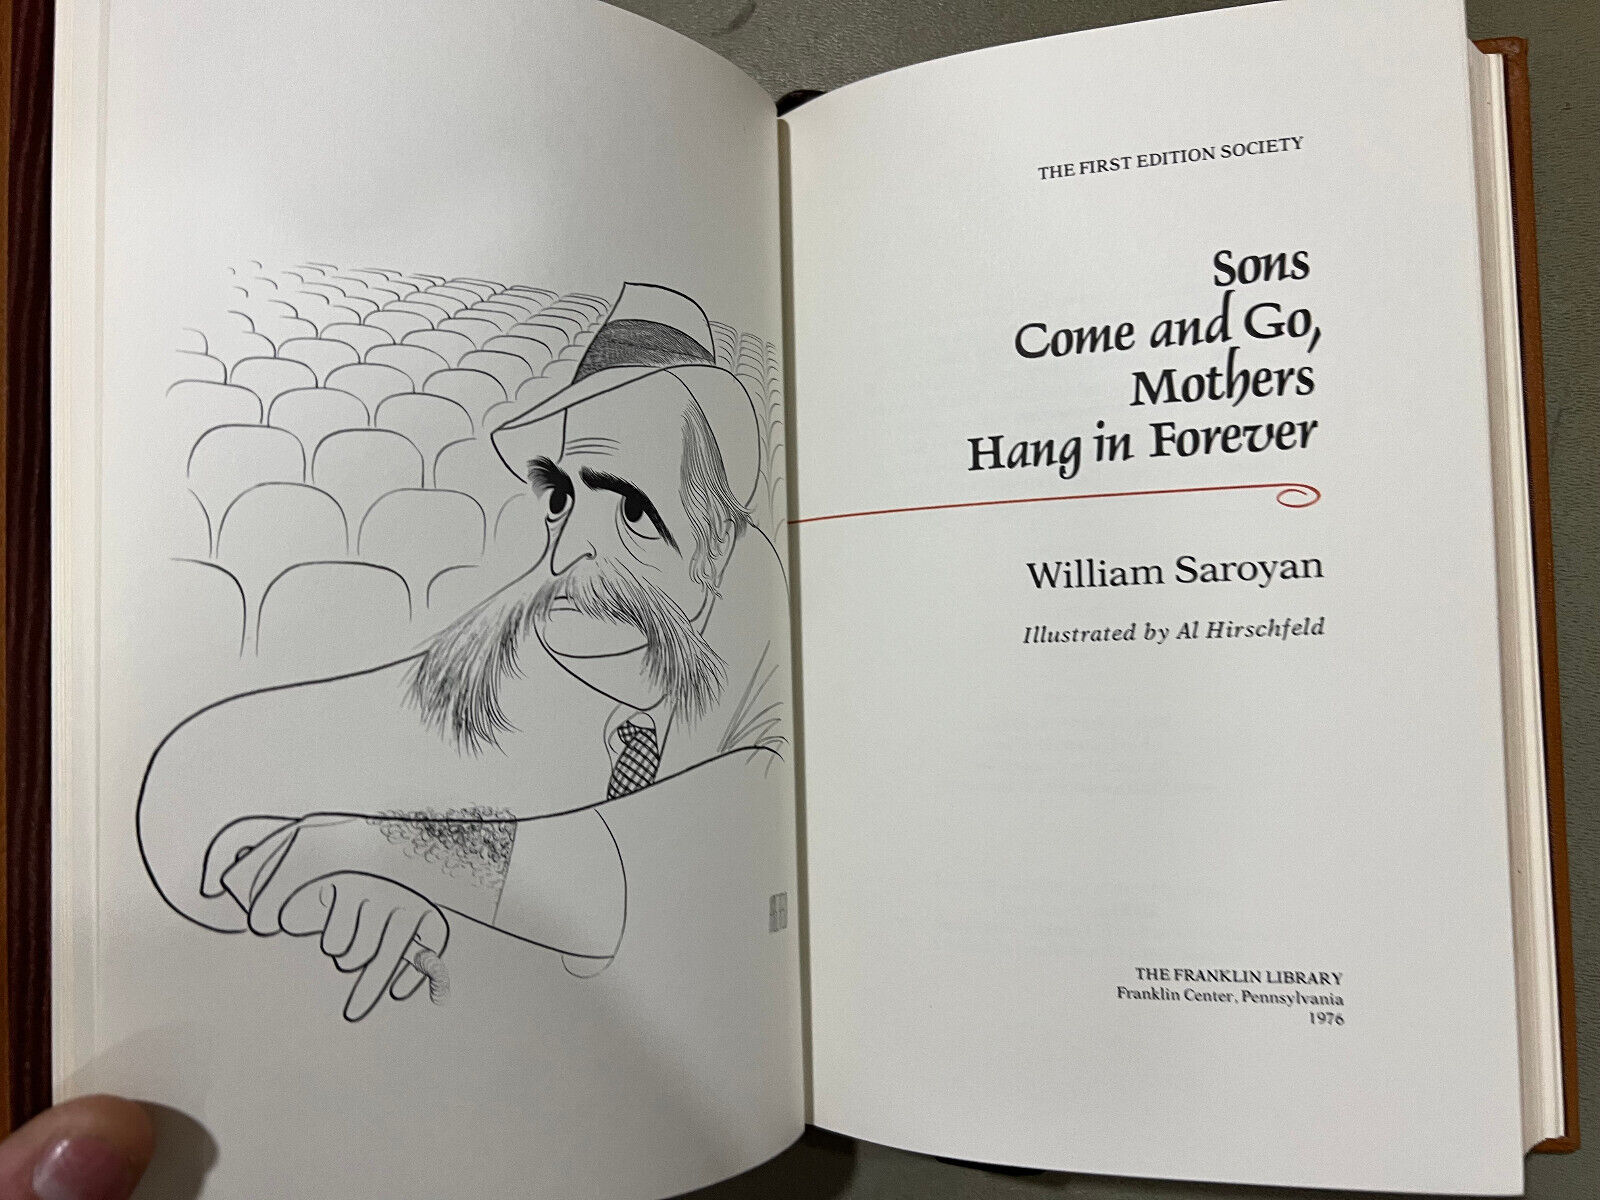 THE FIRST EDITION SOCIETY
Sons
Come and Go,
Mothers
Hang in Forever
William Saroyan
Illustrated by Al Hirschfeld
THE FRANKLIN LIBRARY
Franklin Center, Pennsylvania
1976